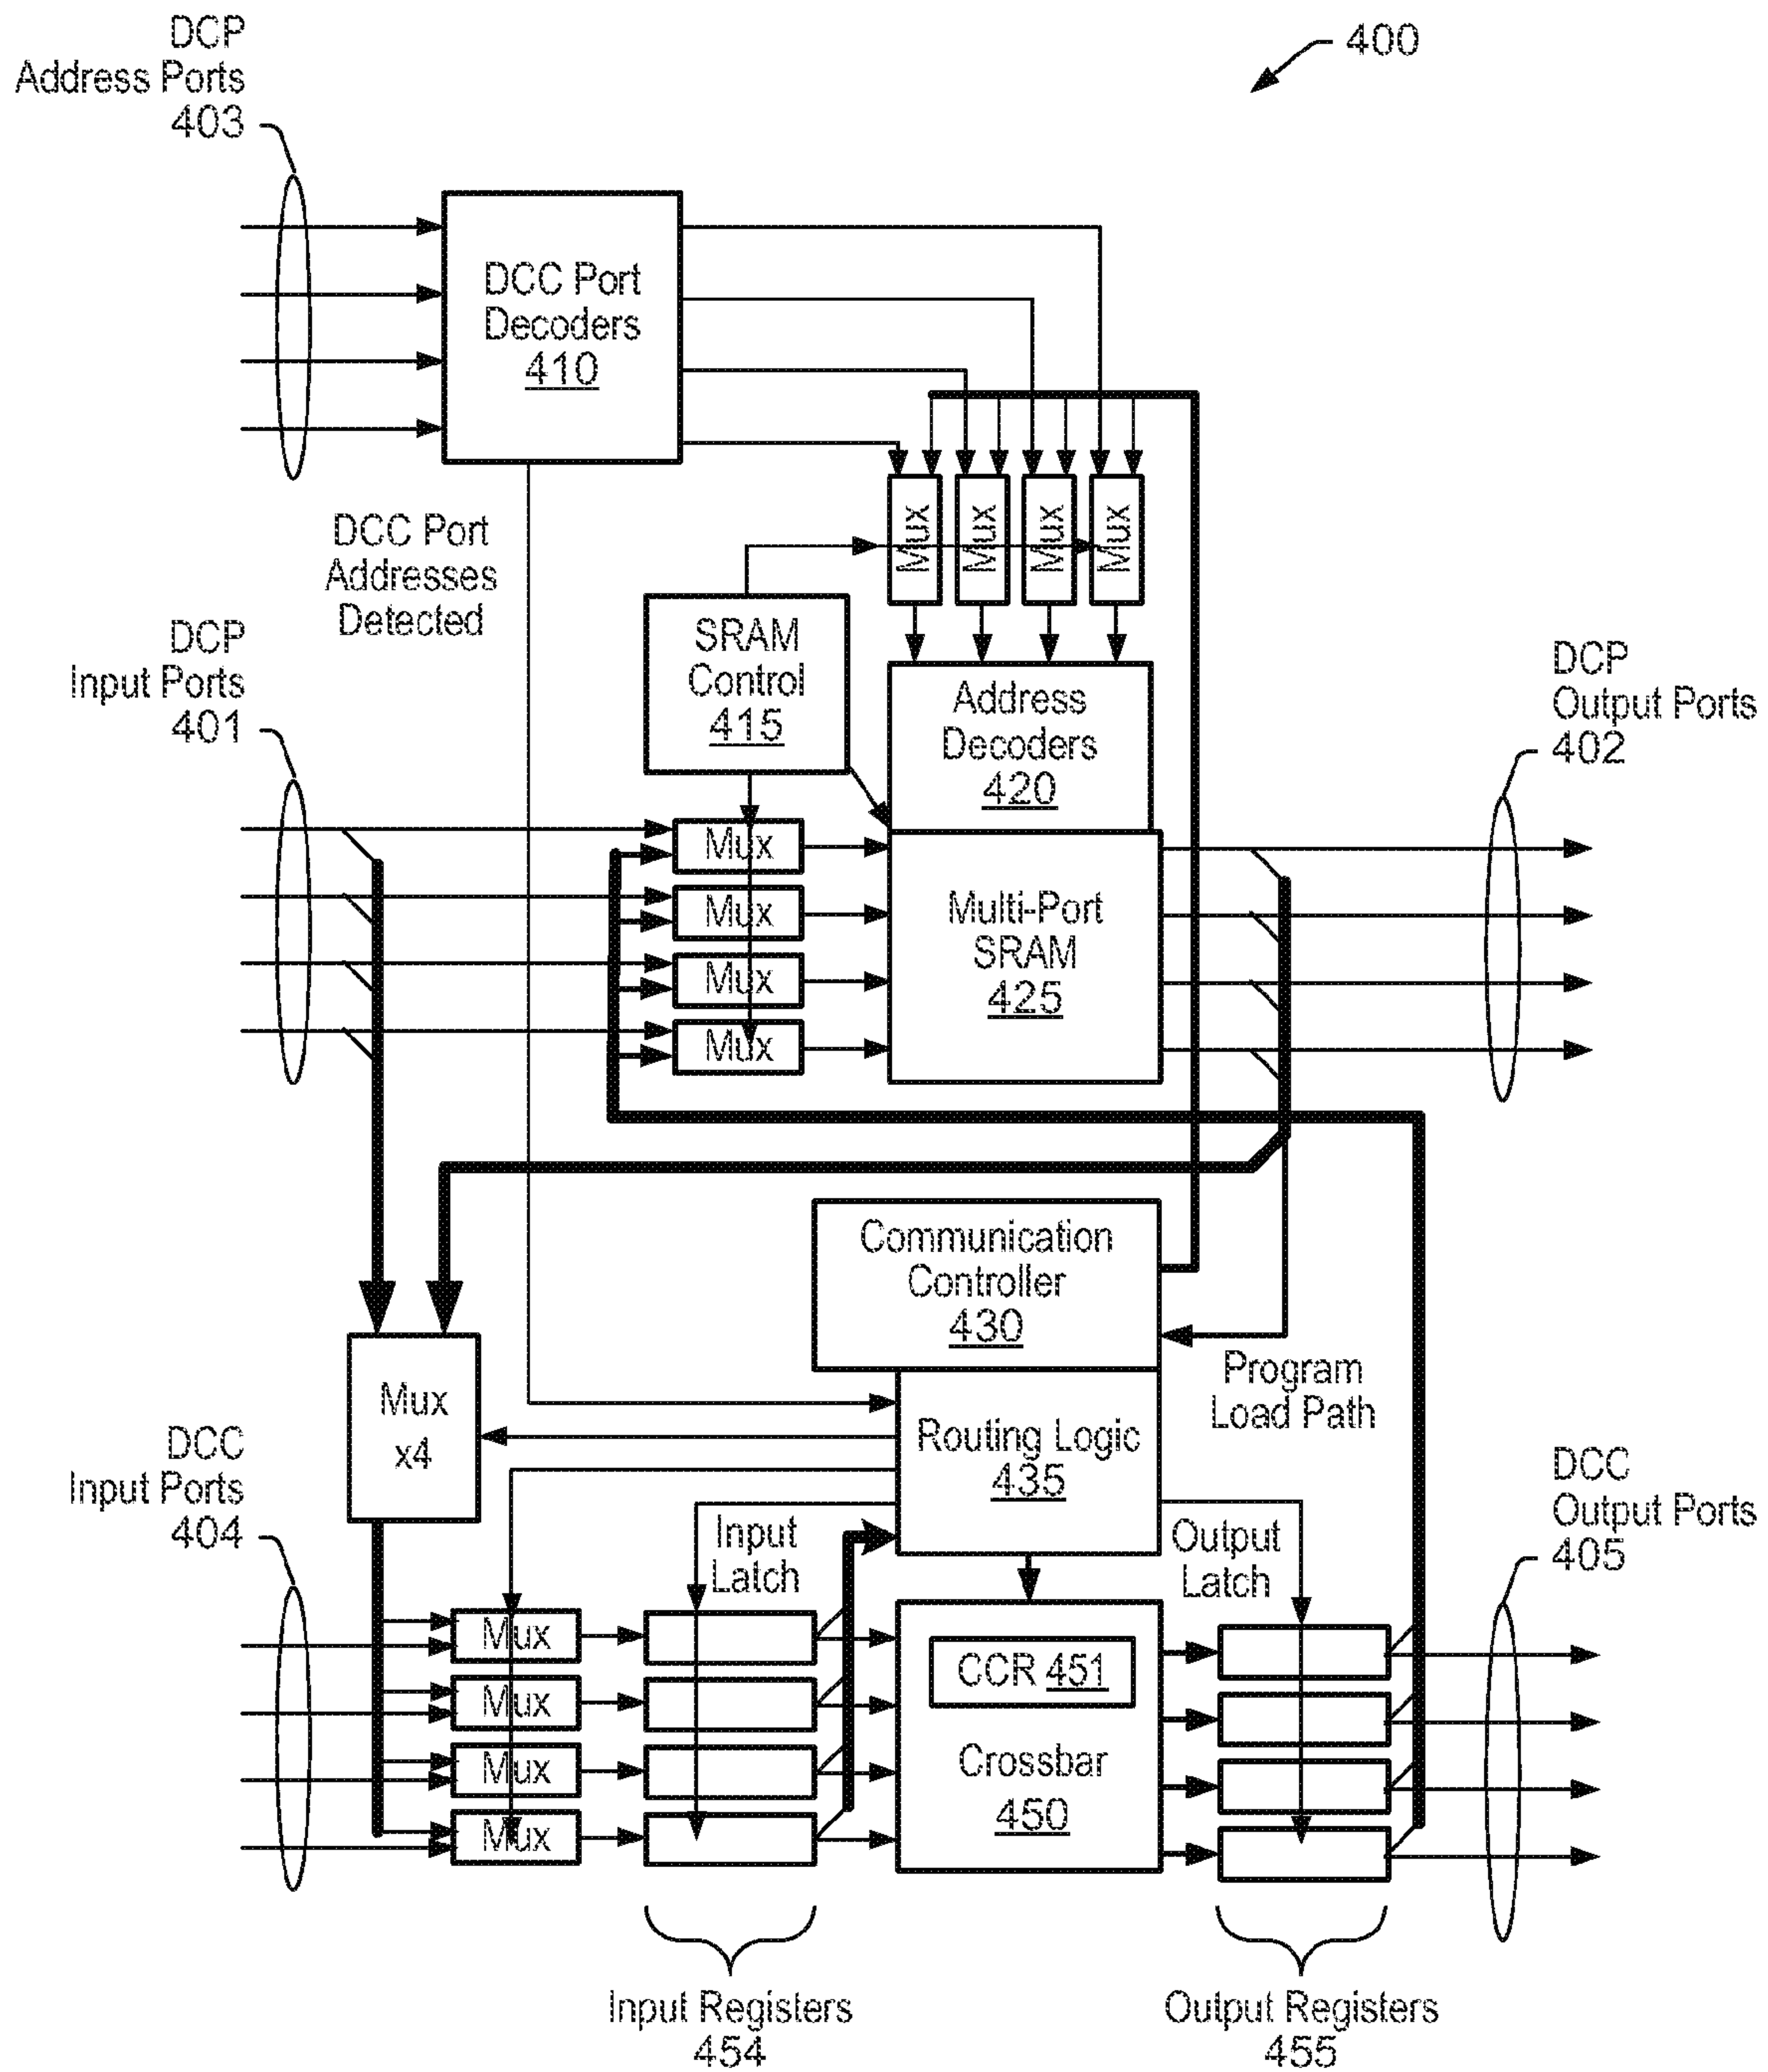 DCP
Address Ports
403
400
DCC Port
Decoders
410
Mux
Mux
Mux
Mux
DCC Port
Addresses
Detected
SRAM
Control
415
DCP
Input Ports
401
Address
Decoders
420
DCP
Output Ports
402
Mux
Mux
Mux
Mux
Multi-Port
SRAM
425
Communication
Controller
430
Program
Load Path
Mux
x4
Routing Logic
435
DCC
Input Ports
404
Input
Latch
Output
Latch
DCC
Output Ports
405
Mux
Mux
Mux
Mux
CCR 451
Crossbar
450
Input Registers
454
Output Registers
455